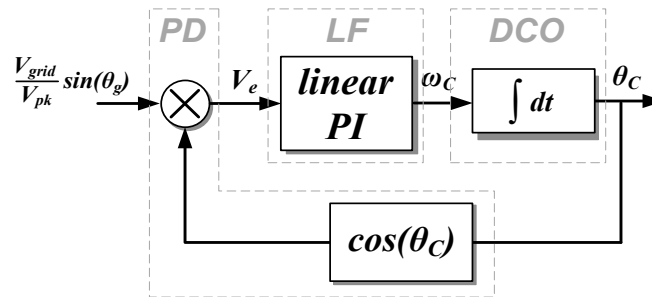 PD
LF
DCO
V_grid/V_pk sin(θ_g)
V_e
linear
PI
ω_C
∫ dt
θ_C
cos(θ_C)